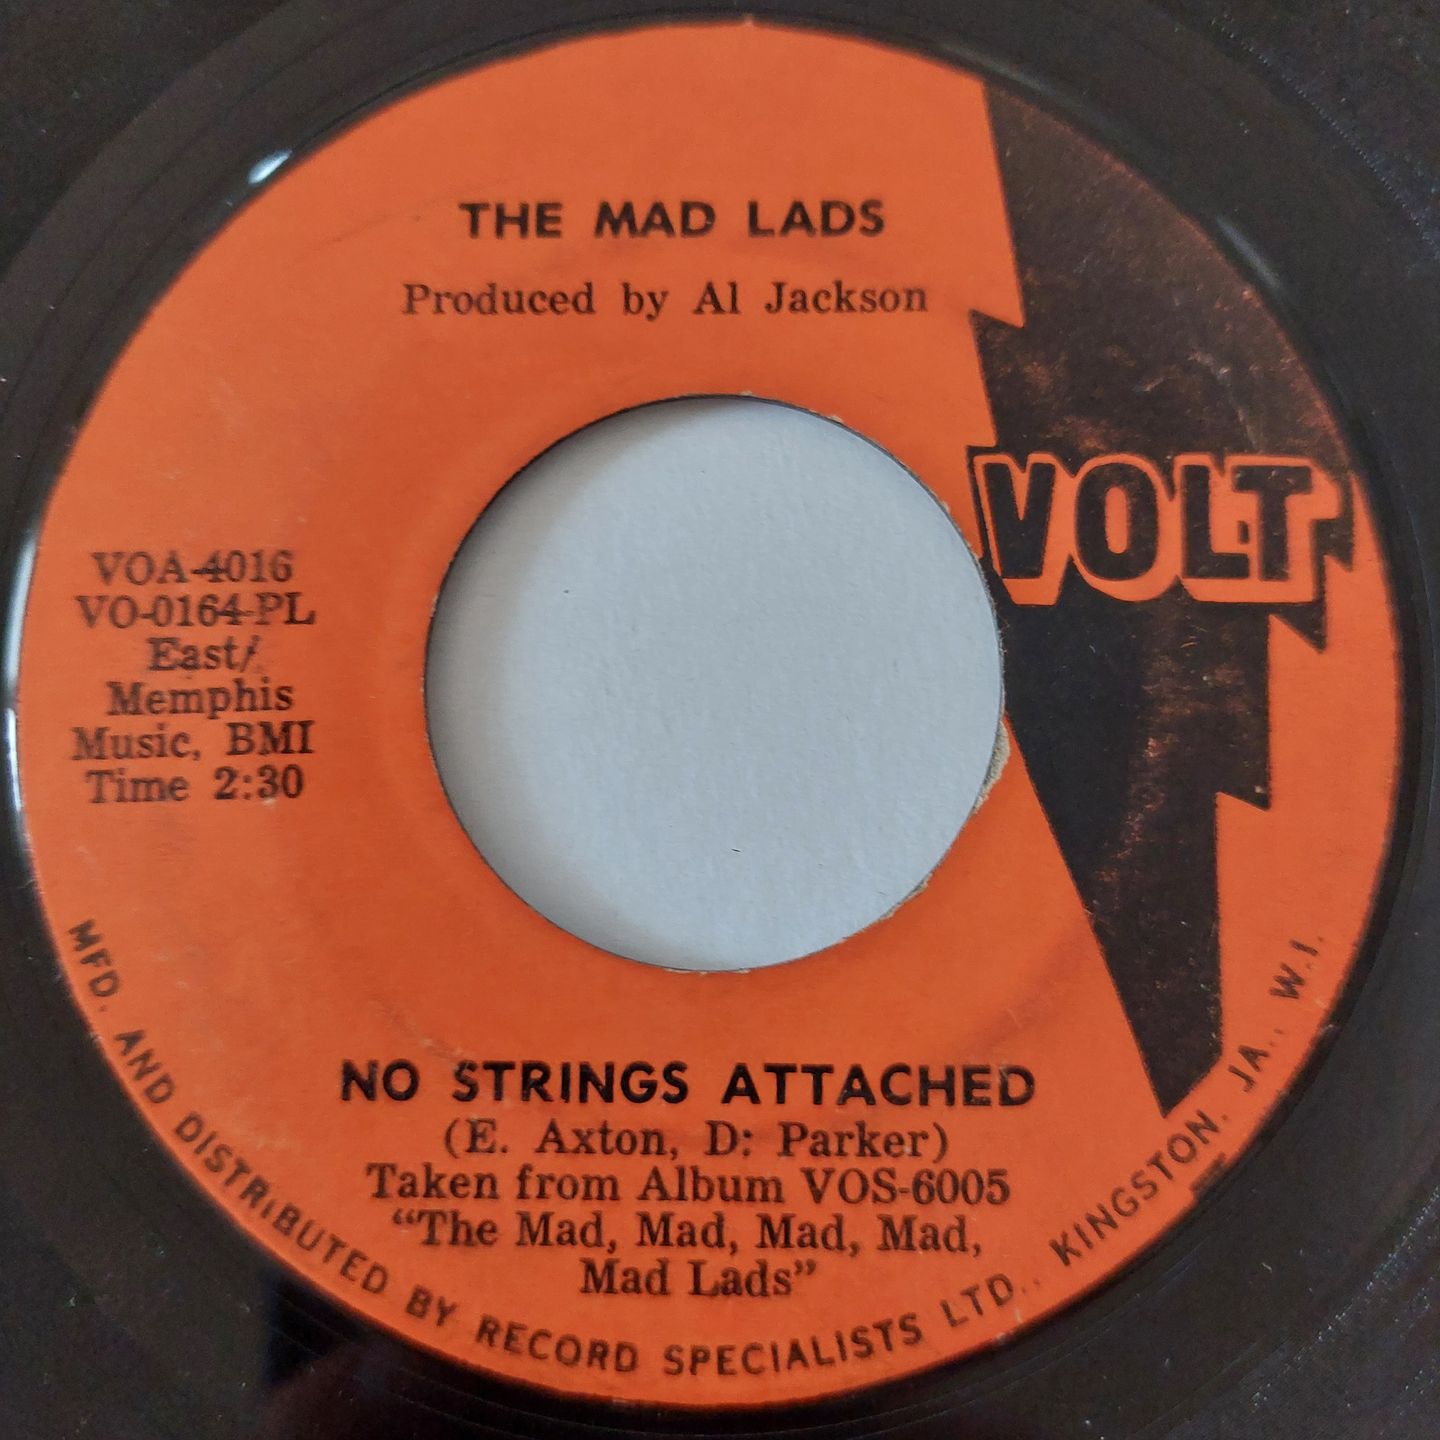 THE MAD LADS
Produced by Al Jackson
VOLT
VOA-4016
VO-0164-PL
East/
Memphis
Music, BMI
Time 2:30
NO STRINGS ATTACHED
(E. Axton, D: Parker)
Taken from Album VOS-6005
“The Mad, Mad, Mad, Mad,
Mad Lads”
MFD. AND DISTRIBUTED BY RECORD SPECIALISTS LTD., KINGSTON. JA., W.I.